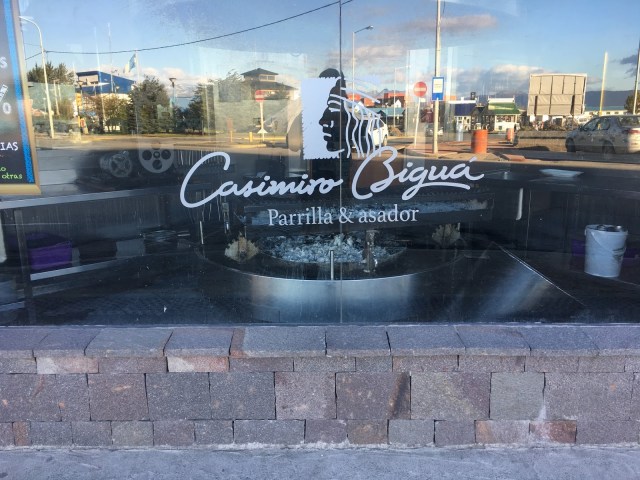 Casimiro Biguá
Parrilla & asador